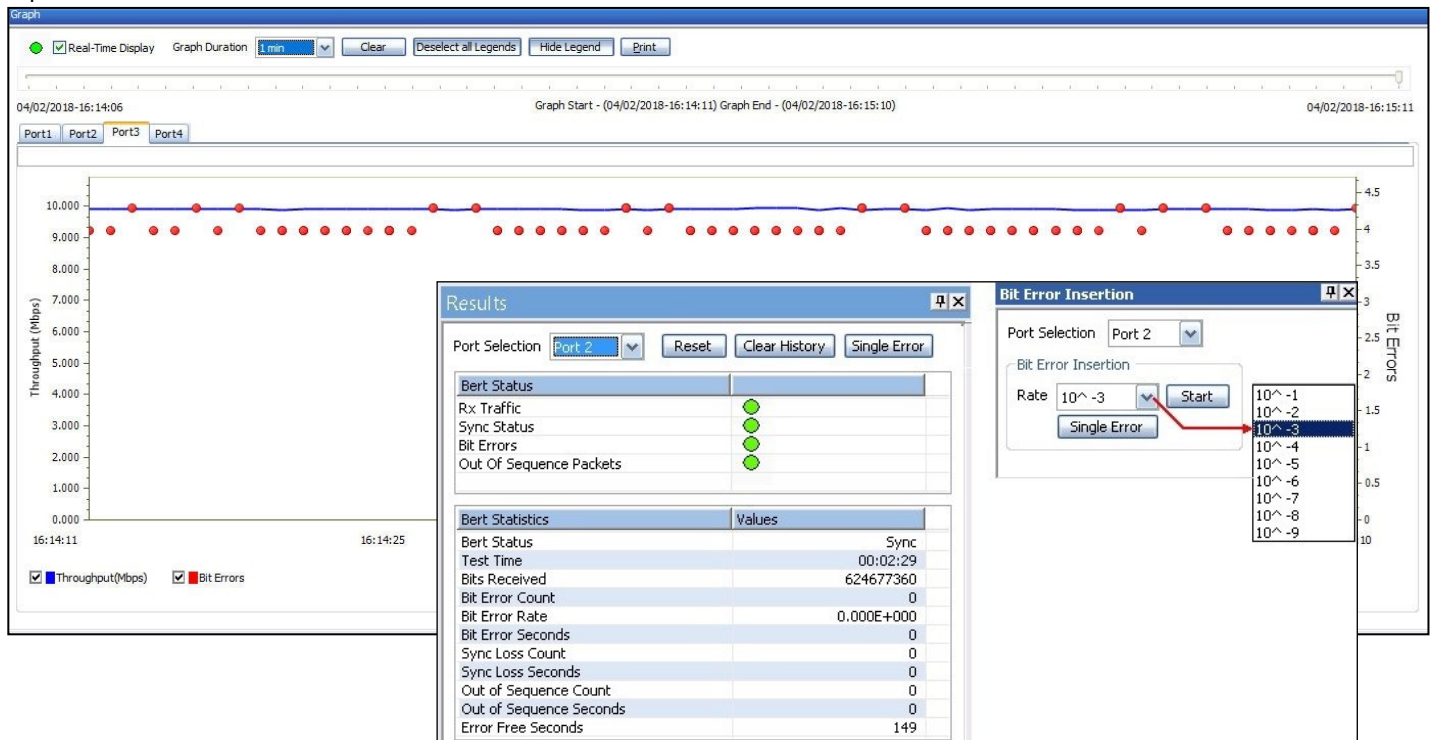 Graph
Real-Time Display Graph Duration 1 min Clear Deselect all Legends Hide Legend Print
04/02/2018-16:14:06 Graph Start - (04/02/2018-16:14:11) Graph End - (04/02/2018-16:15:10) 04/02/2018-16:15:11
Port1 Port2 Port3 Port4
Throughput (Mbps)
10.000
9.000
8.000
7.000
6.000
5.000
4.000
3.000
2.000
1.000
0.000
16:14:11 16:14:25
Throughput(Mbps) Bit Errors
4.5
4
3.5
3
2.5
2
1.5
1
0.5
0
10
Bit Errors
Results
Port Selection Port 2 Reset Clear History Single Error
Bert Status
Rx Traffic
Sync Status
Bit Errors
Out Of Sequence Packets
Bert Statistics Values
Bert Status Sync
Test Time 00:02:29
Bits Received 624677360
Bit Error Count 0
Bit Error Rate 0.000E+000
Bit Error Seconds 0
Sync Loss Count 0
Sync Loss Seconds 0
Out of Sequence Count 0
Out of Sequence Seconds 0
Error Free Seconds 149
Bit Error Insertion
Port Selection Port 2
Bit Error Insertion
Rate 10^ -3 Start
Single Error
10^ -1
10^ -2
10^ -3
10^ -4
10^ -5
10^ -6
10^ -7
10^ -8
10^ -9